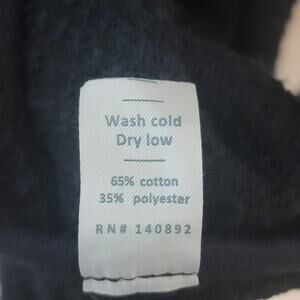 Wash cold
Dry low
65% cotton
35% polyester
RN# 140892